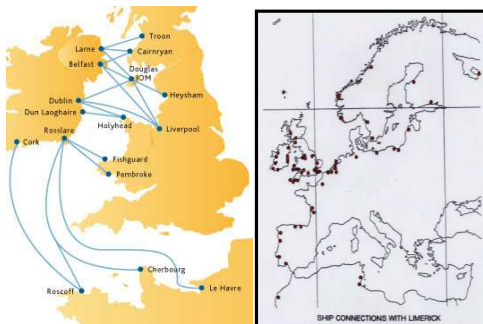 Troon
Larne
Cairnryan
Belfast
Douglas
IOM
Heysham
Dublin
Dun Laoghaire
Holyhead
Liverpool
Rosslare
Cork
Fishguard
Pembroke
Cherbourg
Le Havre
Roscoff
SHIP CONNECTIONS WITH LIMERICK